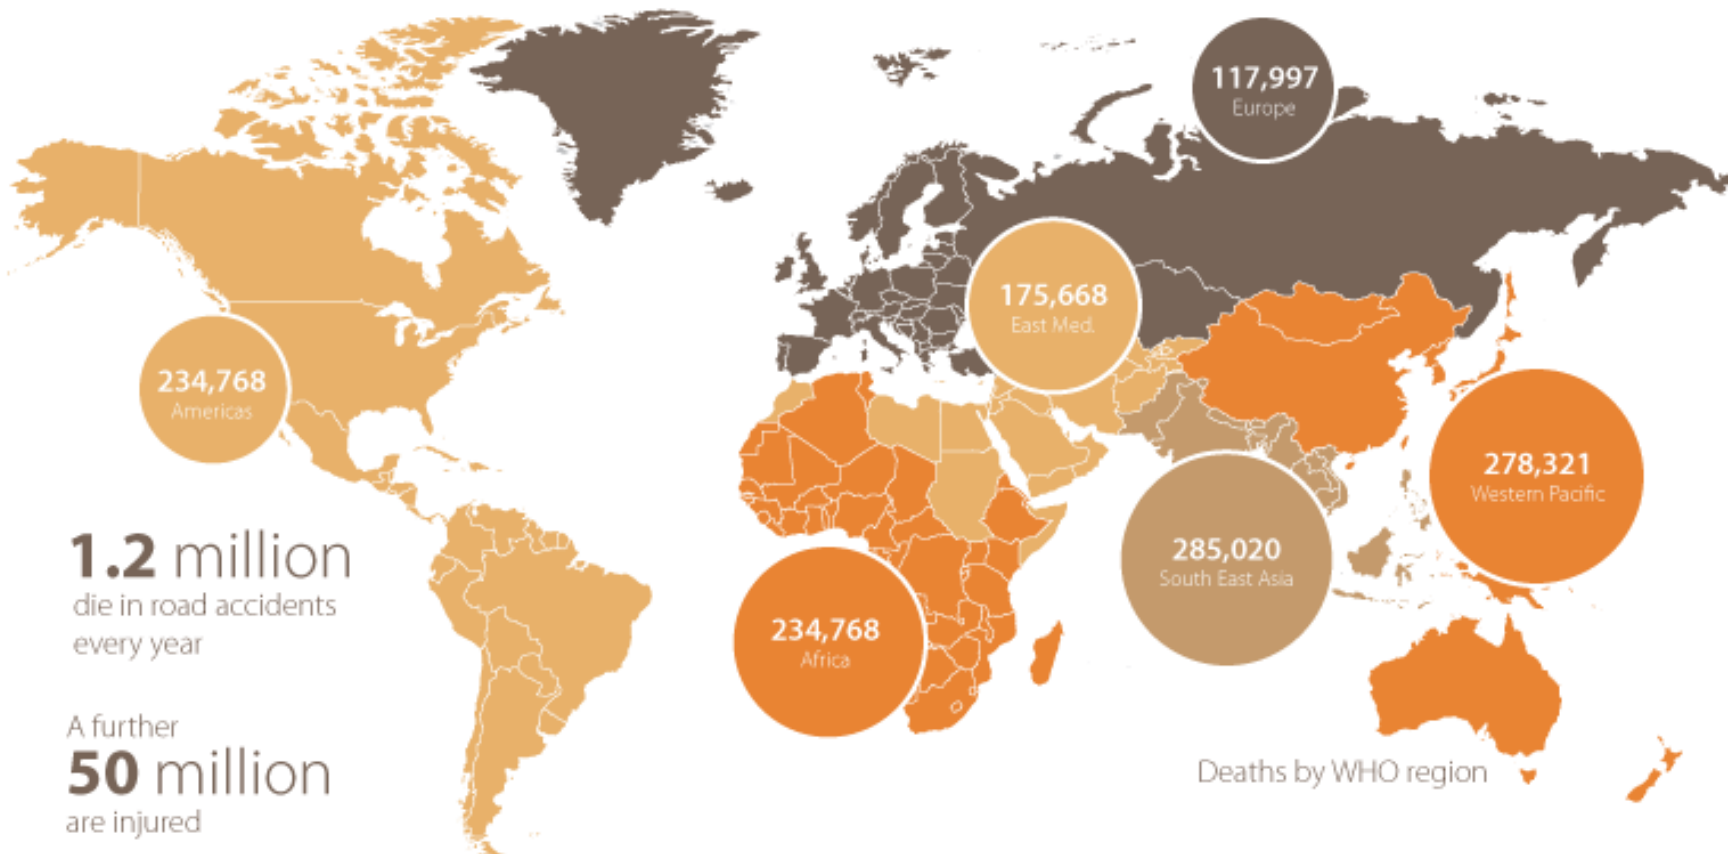 117,997
Europe
175,668
East Med.
234,768
Americas
278,321
Western Pacific
285,020
South East Asia
234,768
Africa
1.2 million
die in road accidents
every year
A further
50 million
are injured
Deaths by WHO region